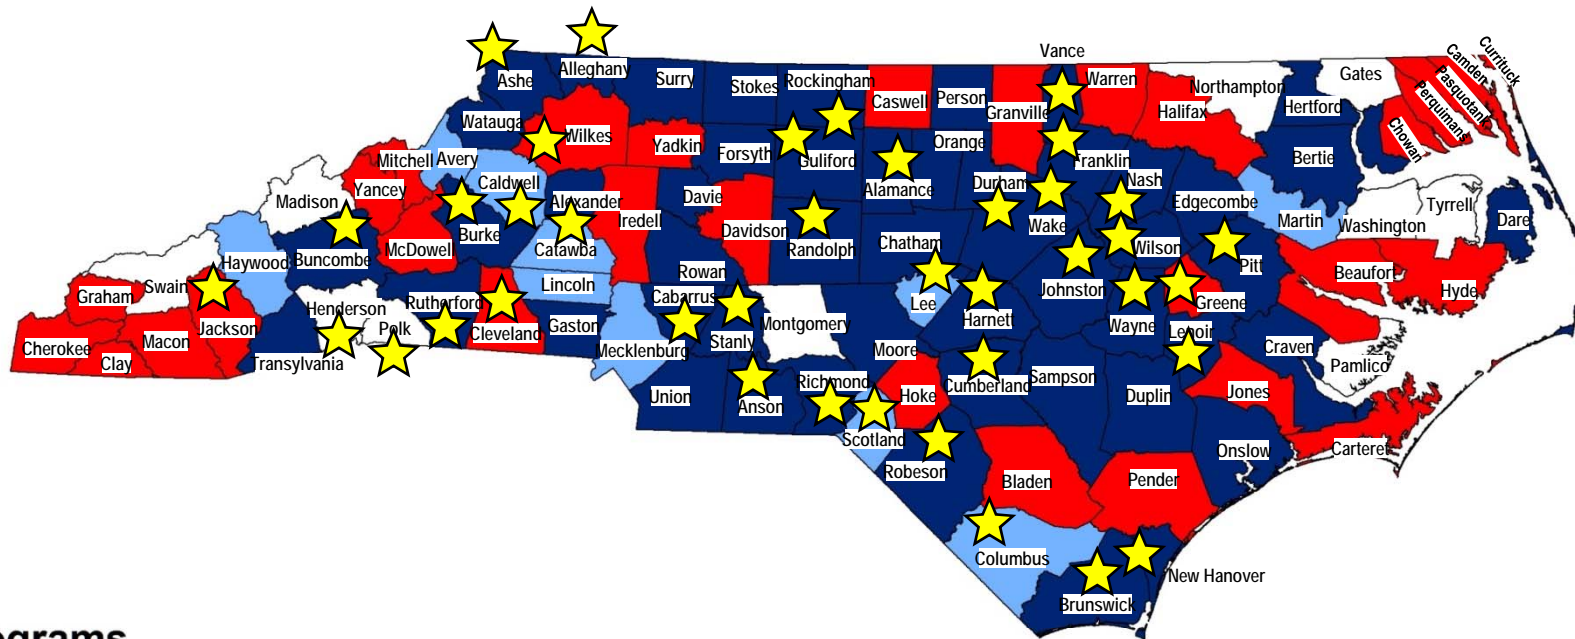 Vance
Ashe
Alleghany
Surry
Stokes
Rockingham
Caswell
Person
Granville
Warren
Halifax
Northampton
Gates
Hertford
Camden
Currituck
Pasquotank
Perquimans
Chowan
Watauga
Wilkes
Yadkin
Forsyth
Guilford
Orange
Franklin
Bertie
Mitchell
Avery
Caldwell
Alexander
Iredell
Davie
Davidson
Randolph
Alamance
Durham
Nash
Edgecombe
Martin
Washington
Tyrrell
Dare
Madison
Yancey
McDowell
Burke
Catawba
Rowan
Chatham
Wake
Wilson
Pitt
Beaufort
Hyde
Haywood
Buncombe
Swain
Graham
Jackson
Henderson
Polk
Rutherford
Cleveland
Lincoln
Gaston
Cabarrus
Mecklenburg
Stanly
Montgomery
Lee
Harnett
Johnston
Wayne
Greene
Lenoir
Craven
Pamlico
Cherokee
Clay
Macon
Transylvania
Union
Anson
Richmond
Moore
Scotland
Hoke
Cumberland
Sampson
Duplin
Jones
Onslow
Carteret
Robeson
Bladen
Pender
Columbus
Brunswick
New Hanover